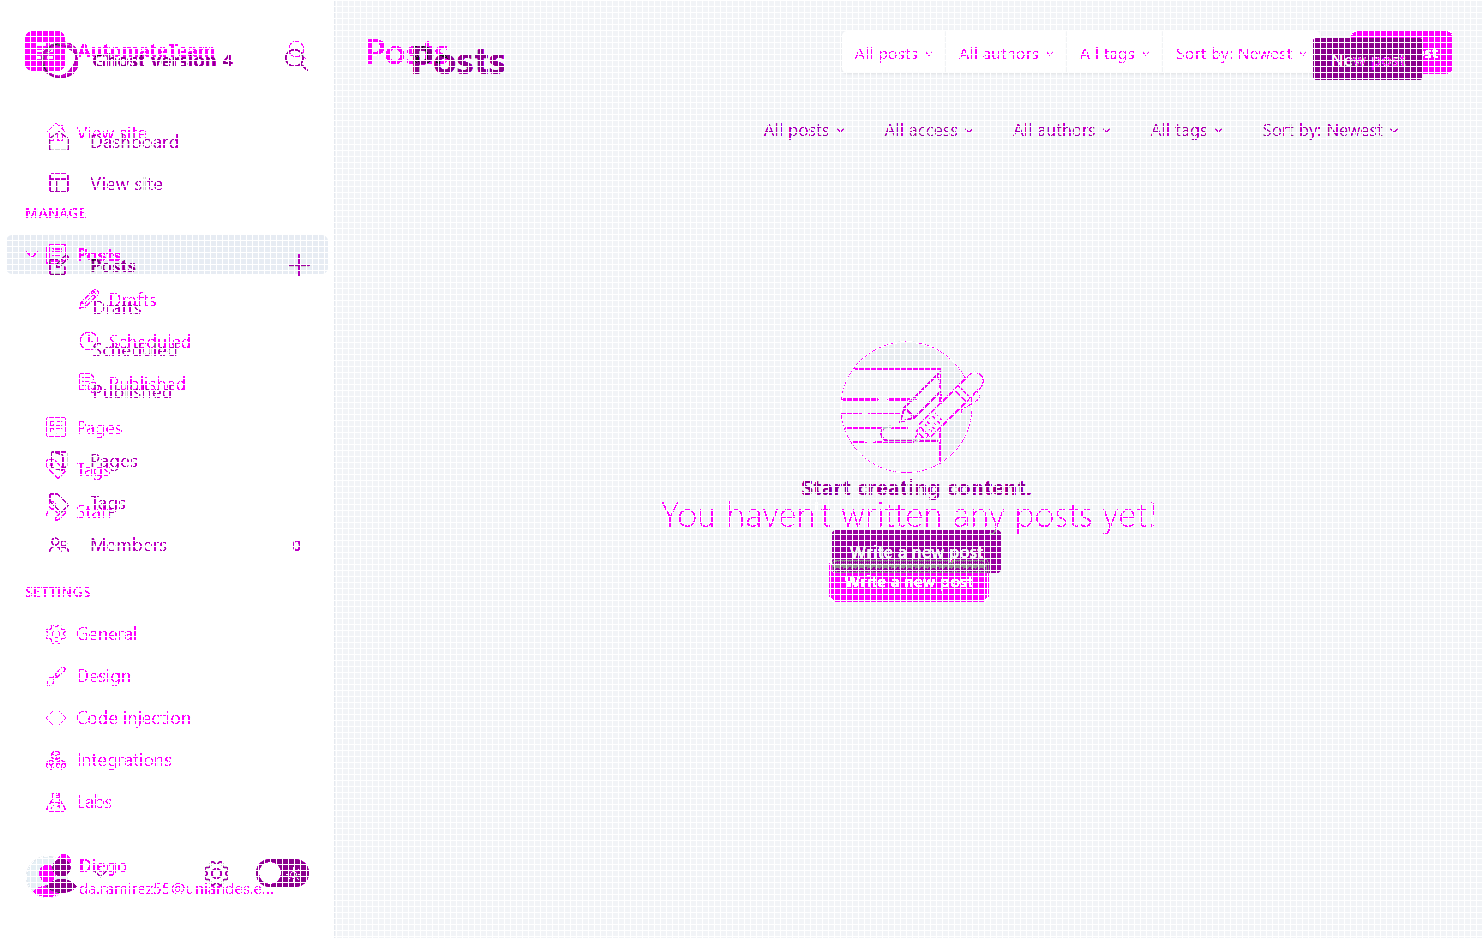 AutomateTeam
Ghost version 4
Posts
Posts
All posts
All authors
All tags
Sort by: Newest
New post
View site
Dashboard
All posts
All access
All authors
All tags
Sort by: Newest
View site
MANAGE
Posts
Posts
Drafts
Drafts
Scheduled
Scheduled
Published
Published
Pages
Pages
Tags
Tags
Staff
Members
0
Start creating content.
You haven't written any posts yet!
Write a new post
Write a new post
SETTINGS
General
Design
Code injection
Integrations
Labs
Diego
da.ramirez55@uniandes.e...